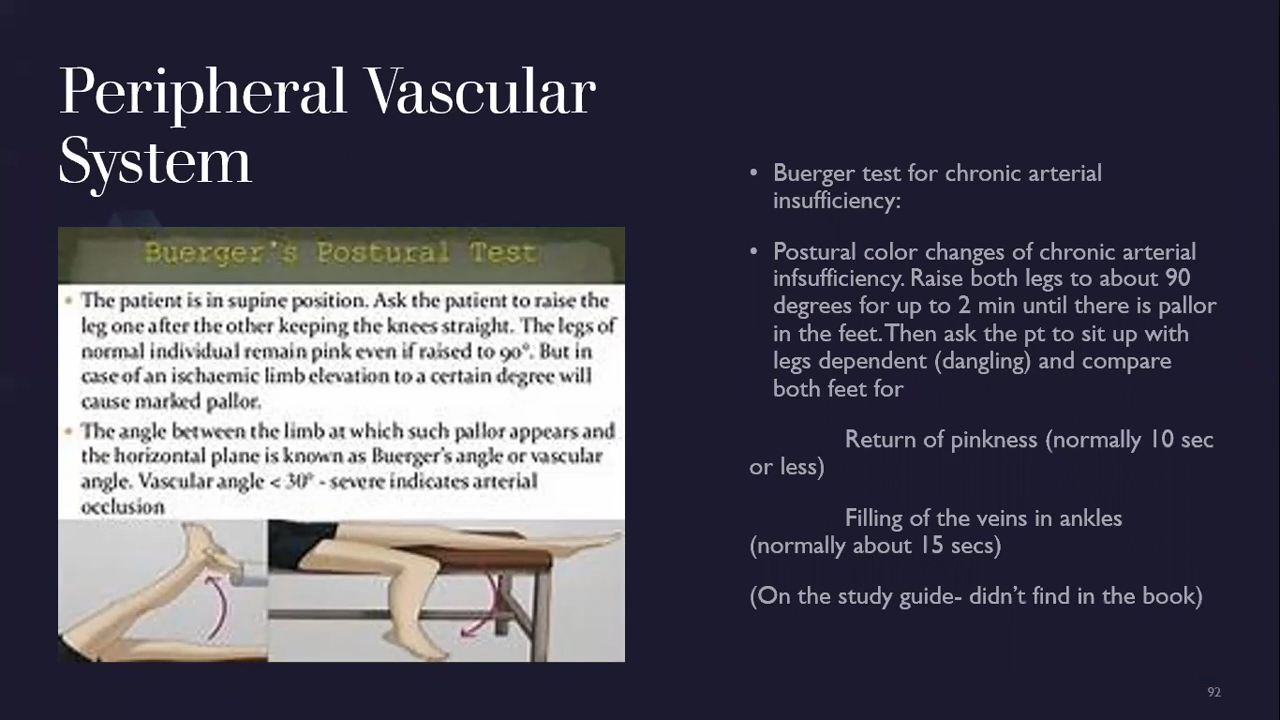 Peripheral Vascular
System
Buerger's Postural Test
• The patient is in supine position. Ask the patient to raise the
leg one after the other keeping the knees straight. The legs of
normal individual remain pink even if raised to 90°. But in
case of an ischaemic limb elevation to a certain degree will
cause marked pallor.
• The angle between the limb at which such pallor appears and
the horizontal plane is known as Buerger's angle or vascular
angle. Vascular angle < 30° - severe indicates arterial
occlusion
• Buerger test for chronic arterial
insufficiency:
• Postural color changes of chronic arterial
infsufficiency. Raise both legs to about 90
degrees for up to 2 min until there is pallor
in the feet. Then ask the pt to sit up with
legs dependent (dangling) and compare
both feet for
Return of pinkness (normally 10 sec
or less)
Filling of the veins in ankles
(normally about 15 secs)
(On the study guide- didn't find in the book)
92